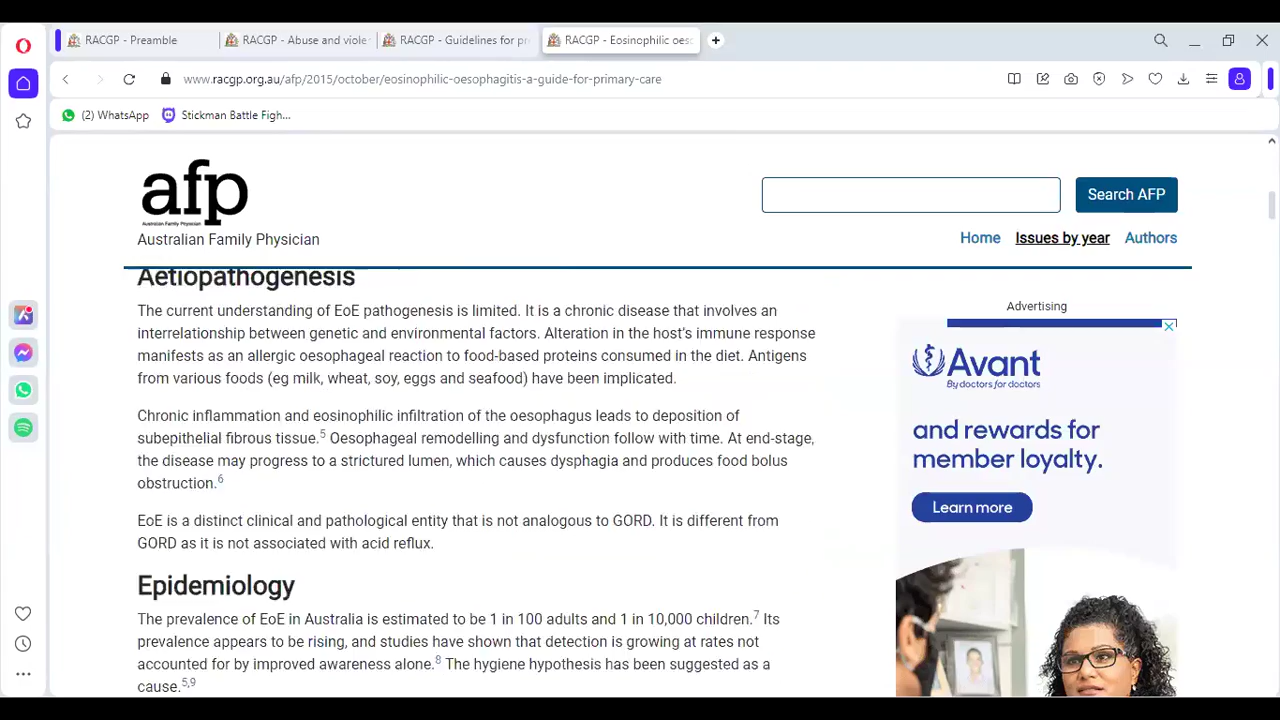 RACGP - Preamble
RACGP - Abuse and viole
RACGP - Guidelines for pr
RACGP - Eosinophilic oes
www.racgp.org.au/afp/2015/october/eosinophilic-oesophagitis-a-guide-for-primary-care
(2) WhatsApp
Stickman Battle Figh...
afp
Australian Family Physician
Australian Family Physician
Search AFP
Home Issues by year Authors
Aetiopathogenesis
The current understanding of EoE pathogenesis is limited. It is a chronic disease that involves an
interrelationship between genetic and environmental factors. Alteration in the host's immune response
manifests as an allergic oesophageal reaction to food-based proteins consumed in the diet. Antigens
from various foods (eg milk, wheat, soy, eggs and seafood) have been implicated.
Chronic inflammation and eosinophilic infiltration of the oesophagus leads to deposition of
subepithelial fibrous tissue.5 Oesophageal remodelling and dysfunction follow with time. At end-stage,
the disease may progress to a strictured lumen, which causes dysphagia and produces food bolus
obstruction.6
EoE is a distinct clinical and pathological entity that is not analogous to GORD. It is different from
GORD as it is not associated with acid reflux.
Epidemiology
The prevalence of EoE in Australia is estimated to be 1 in 100 adults and 1 in 10,000 children.7 Its
prevalence appears to be rising, and studies have shown that detection is growing at rates not
accounted for by improved awareness alone.8 The hygiene hypothesis has been suggested as a
cause.5,9
Advertising
Avant
By doctors for doctors
and rewards for
member loyalty.
Learn more